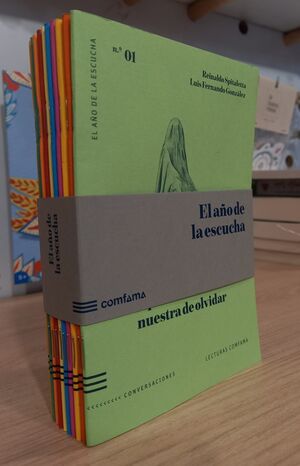 EL AÑO DE LA ESCUCHA
n.º 01
Reinaldo Spitaletta
Luis Fernando González
El año de
la escucha
El año de
la escucha
comfama
nuestra de olvidar
LECTURAS COMFAMA
<<<<<<<<< CONVERSACIONES